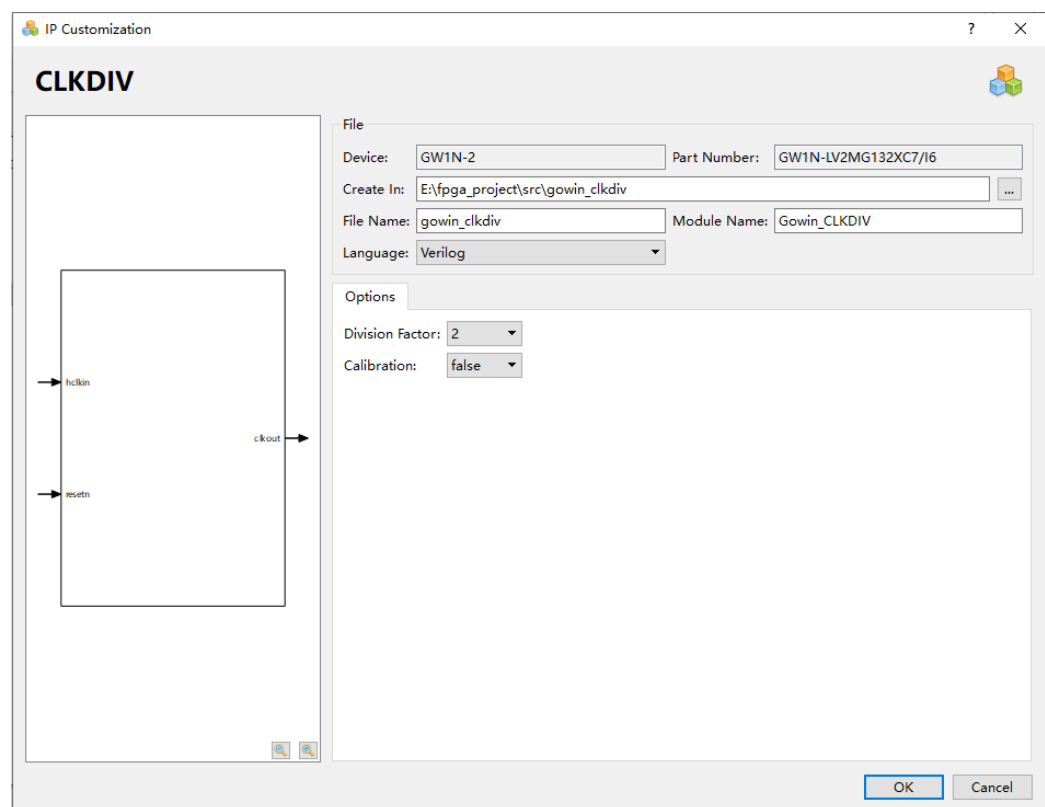 IP Customization
?
CLKDIV
File
Device: GW1N-2 Part Number: GW1N-LV2MG132XC7/I6
Create In: E:\fpga_project\src\gowin_clkdiv ...
File Name: gowin_clkdiv Module Name: Gowin_CLKDIV
Language: Verilog
Options
Division Factor: 2
Calibration: false
hclkin
clkout
resetn
OK Cancel